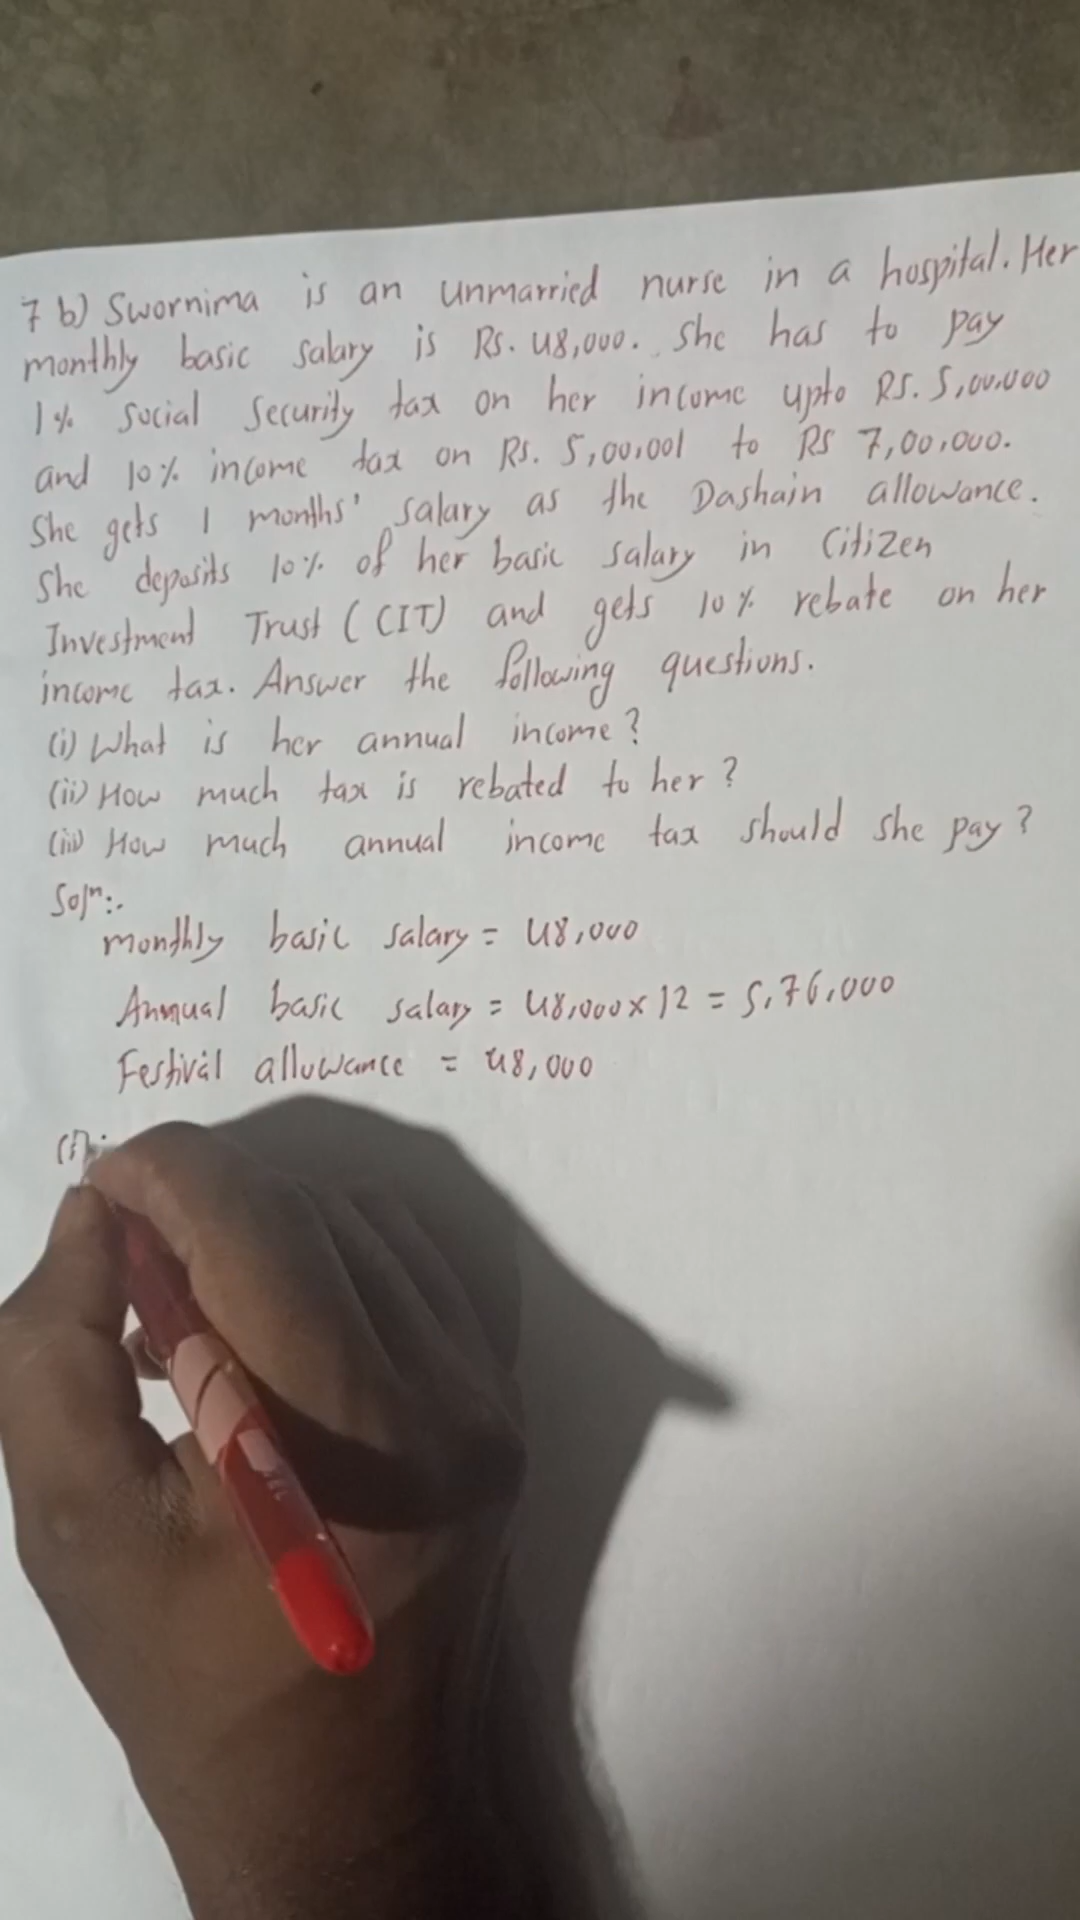 7 b) Swornima is an unmarried nurse in a hospital. Her
monthly basic salary is Rs. 48,000. She has to pay
1% Social Security tax on her income upto Rs. 5,00,000
and 10% income tax on Rs. 5,00,001 to Rs 7,00,000.
She gets 1 months' salary as the Dashain allowance.
She deposits 10% of her basic salary in Citizen
Investment Trust (CIT) and gets 10% rebate on her
income tax. Answer the following questions.
(i) What is her annual income?
(ii) How much tax is rebated to her?
(iii) How much annual income tax should she pay?
Solⁿ:.
monthly basic salary = 48,000
Annual basic salary = 48,000 x 12 = 5,76,000
Festival allowance = 48,000
(i)